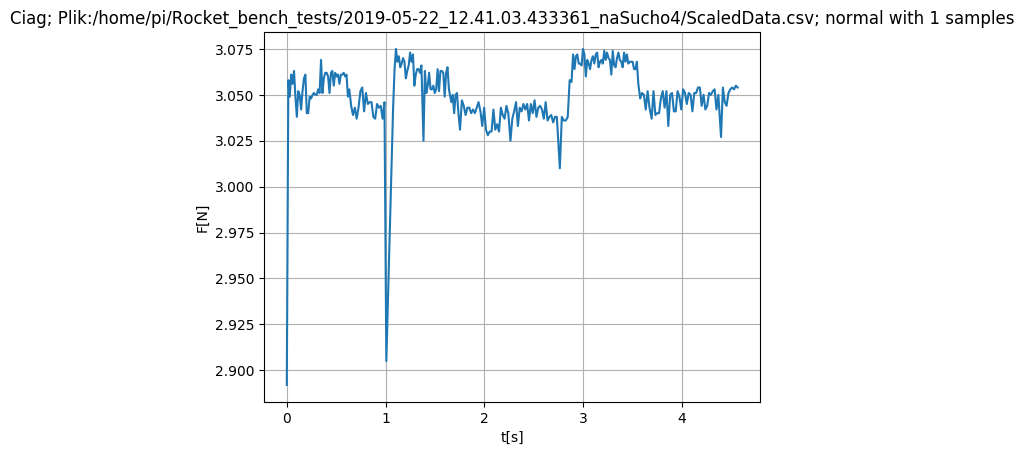 Ciag; Plik:/home/pi/Rocket_bench_tests/2019-05-22_12.41.03.433361_naSucho4/ScaledData.csv; normal with 1 samples
3.075
3.050
3.025
3.000
2.975
2.950
2.925
2.900
F[N]
0 1 2 3 4
t[s]